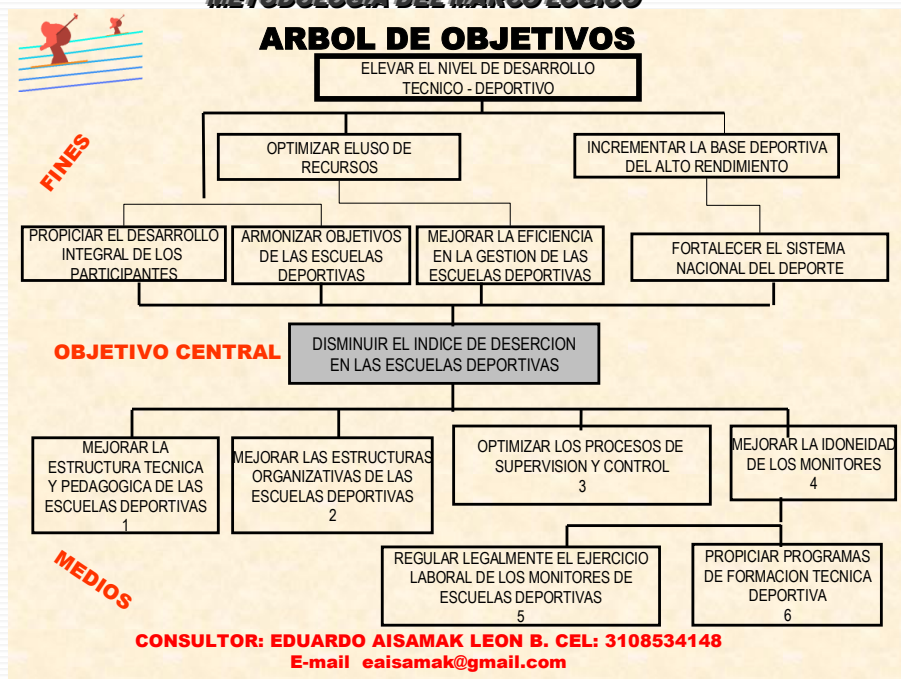 METODOLOGIA DEL MARCO LOGICO
ARBOL DE OBJETIVOS
ELEVAR EL NIVEL DE DESARROLLO
TECNICO - DEPORTIVO
FINES
OPTIMIZAR ELUSO DE
RECURSOS
INCREMENTAR LA BASE DEPORTIVA
DEL ALTO RENDIMIENTO
PROPICIAR EL DESARROLLO
INTEGRAL DE LOS
PARTICIPANTES
ARMONIZAR OBJETIVOS
DE LAS ESCUELAS
DEPORTIVAS
MEJORAR LA EFICIENCIA
EN LA GESTION DE LAS
ESCUELAS DEPORTIVAS
FORTALECER EL SISTEMA
NACIONAL DEL DEPORTE
OBJETIVO CENTRAL
DISMINUIR EL INDICE DE DESERCION
EN LAS ESCUELAS DEPORTIVAS
MEJORAR LA
ESTRUCTURA TECNICA
Y PEDAGOGICA DE LAS
ESCUELAS DEPORTIVAS
1
MEJORAR LAS ESTRUCTURAS
ORGANIZATIVAS DE LAS
ESCUELAS DEPORTIVAS
2
OPTIMIZAR LOS PROCESOS DE
SUPERVISION Y CONTROL
3
MEJORAR LA IDONEIDAD
DE LOS MONITORES
4
MEDIOS
REGULAR LEGALMENTE EL EJERCICIO
LABORAL DE LOS MONITORES DE
ESCUELAS DEPORTIVAS
5
PROPICIAR PROGRAMAS
DE FORMACION TECNICA
DEPORTIVA
6
CONSULTOR: EDUARDO AISAMAK LEON B. CEL: 3108534148
E-mail eaisamak@gmail.com